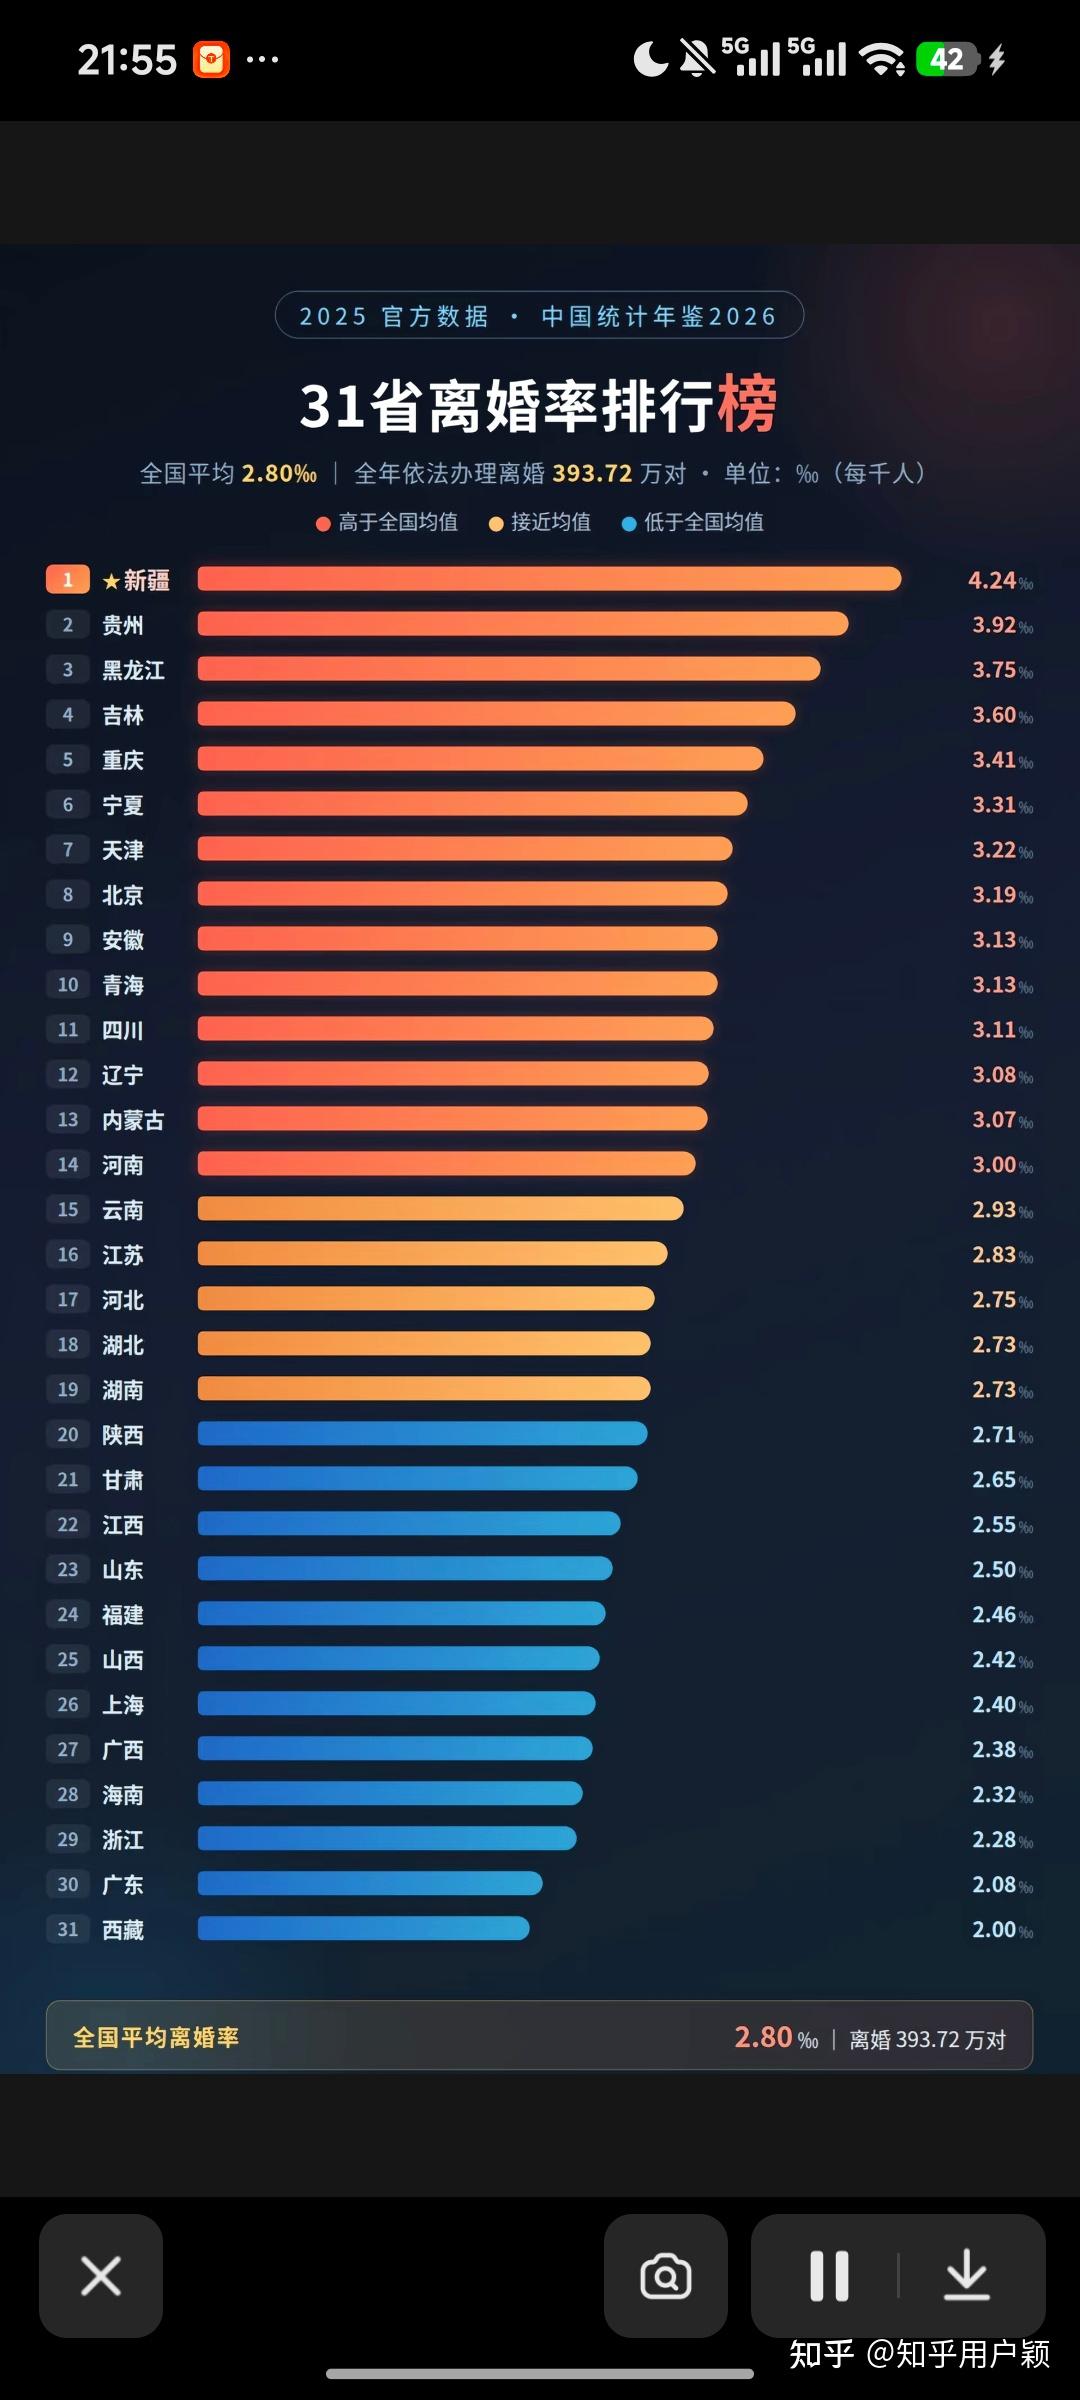 21:55
5G 5G 42
2025 官方数据 · 中国统计年鉴2026
31省离婚率排行榜
全国平均 2.80‰ | 全年依法办理离婚 393.72 万对 · 单位：‰（每千人）
高于全国均值 接近均值 低于全国均值
1 ★新疆 4.24‰
2 贵州 3.92‰
3 黑龙江 3.75‰
4 吉林 3.60‰
5 重庆 3.41‰
6 宁夏 3.31‰
7 天津 3.22‰
8 北京 3.19‰
9 安徽 3.13‰
10 青海 3.13‰
11 四川 3.11‰
12 辽宁 3.08‰
13 内蒙古 3.07‰
14 河南 3.00‰
15 云南 2.93‰
16 江苏 2.83‰
17 河北 2.75‰
18 湖北 2.73‰
19 湖南 2.73‰
20 陕西 2.71‰
21 甘肃 2.65‰
22 江西 2.55‰
23 山东 2.50‰
24 福建 2.46‰
25 山西 2.42‰
26 上海 2.40‰
27 广西 2.38‰
28 海南 2.32‰
29 浙江 2.28‰
30 广东 2.08‰
31 西藏 2.00‰
全国平均离婚率 2.80‰ | 离婚 393.72 万对
知乎 @知乎用户颖